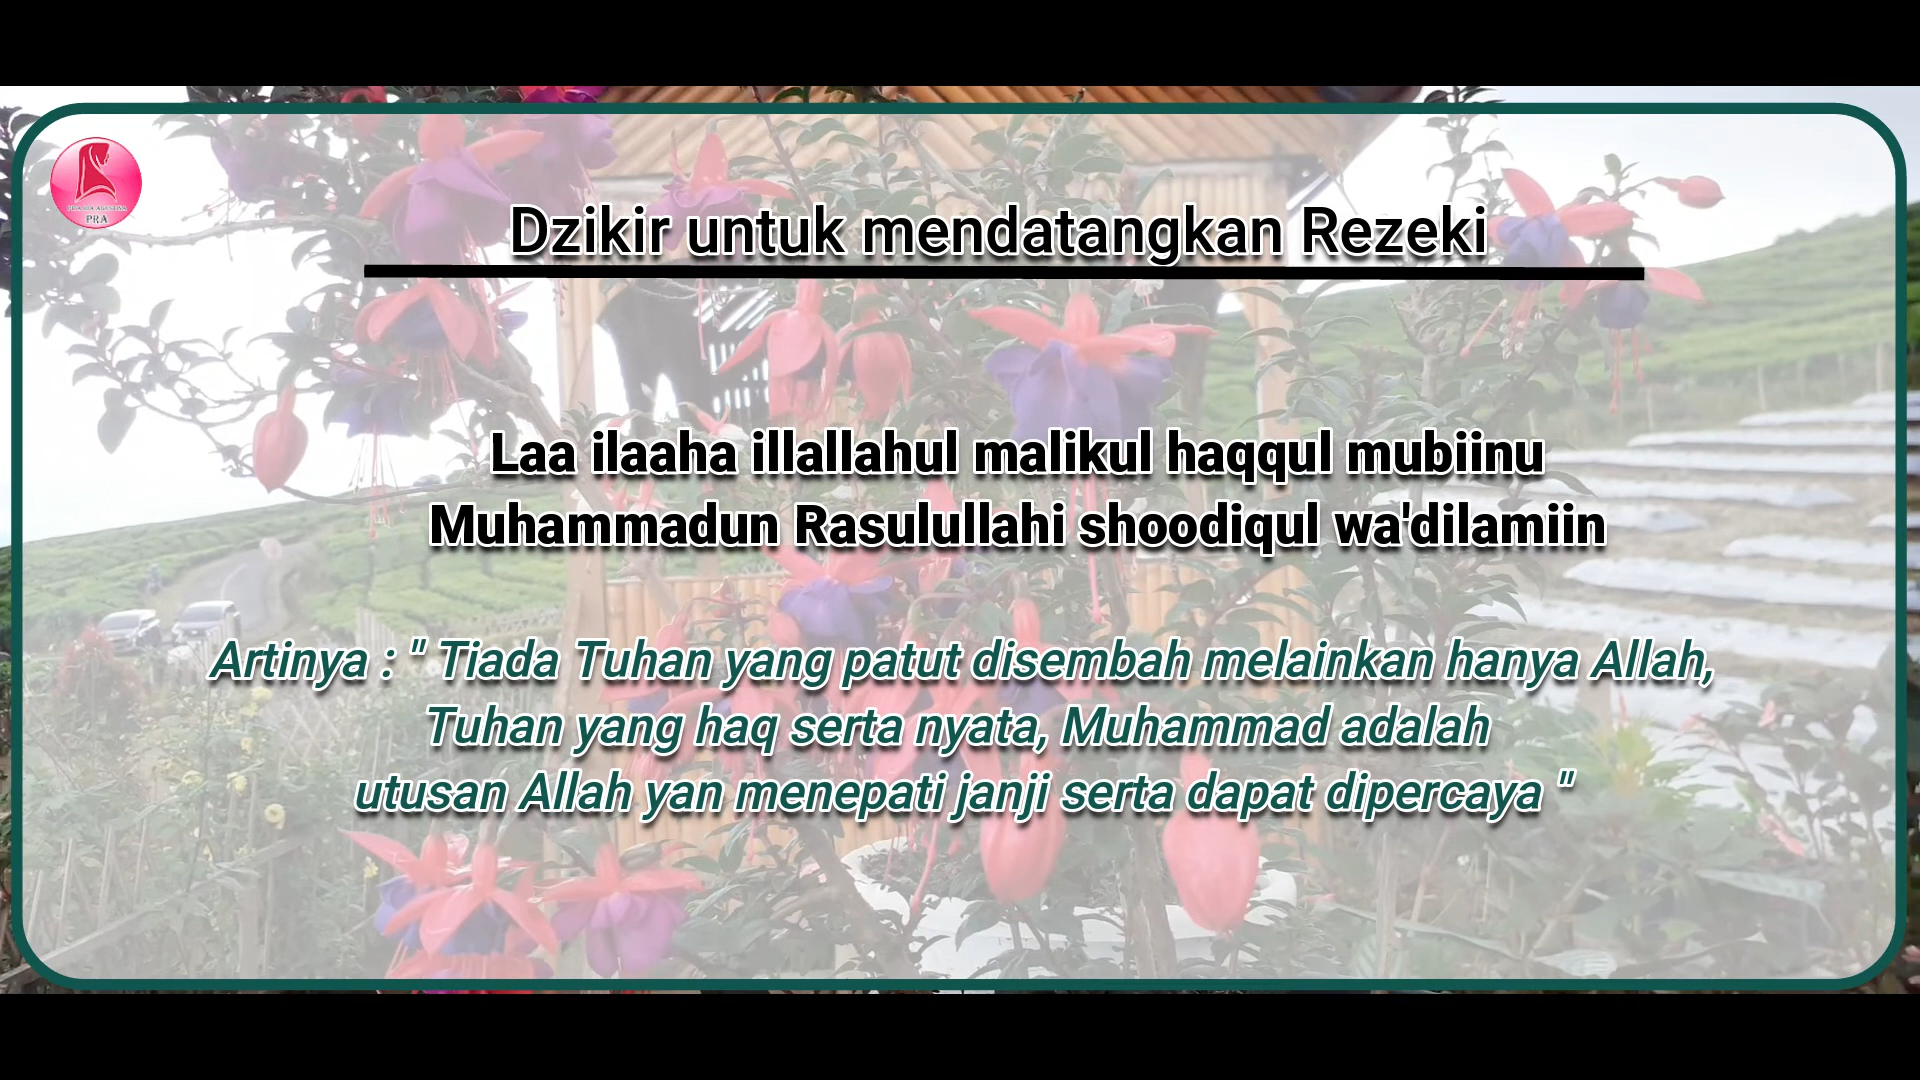 PRA
Dzikir untuk mendatangkan Rezeki
Laa ilaaha illallahul malikul haqqul mubiinu
Muhammadun Rasulullahi shoodiqul wa'dilamiin
Artinya : " Tiada Tuhan yang patut disembah melainkan hanya Allah,
Tuhan yang haq serta nyata, Muhammad adalah
utusan Allah yan menepati janji serta dapat dipercaya "